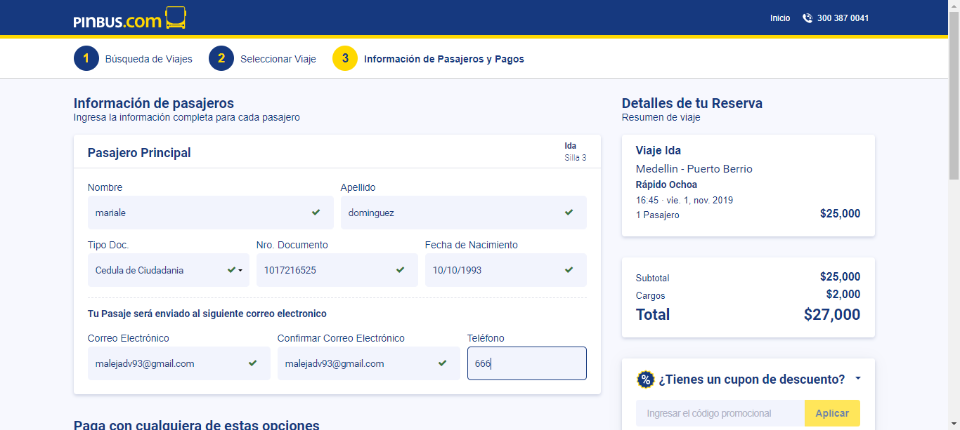 PINBUS.com
Inicio
300 387 0041
1 Búsqueda de Viajes
2 Seleccionar Viaje
3 Información de Pasajeros y Pagos
Información de pasajeros
Ingresa la información completa para cada pasajero
Pasajero Principal
Ida
Silla 3
Nombre
Apellido
mariale
dominguez
Tipo Doc.
Nro. Documento
Fecha de Nacimiento
Cedula de Ciudadania
1017216525
10/10/1993
Tu Pasaje será enviado al siguiente correo electronico
Correo Electrónico
Confirmar Correo Electrónico
Teléfono
malejadv93@gmail.com
malejadv93@gmail.com
666
Paga con cualquiera de estas opciones
Detalles de tu Reserva
Resumen de viaje
Viaje Ida
Medellin - Puerto Berrio
Rápido Ochoa
16:45 - vie. 1, nov. 2019
1 Pasajero
$25,000
Subtotal
$25,000
Cargos
$2,000
Total
$27,000
% ¿Tienes un cupon de descuento?
Ingresar el código promocional
Aplicar